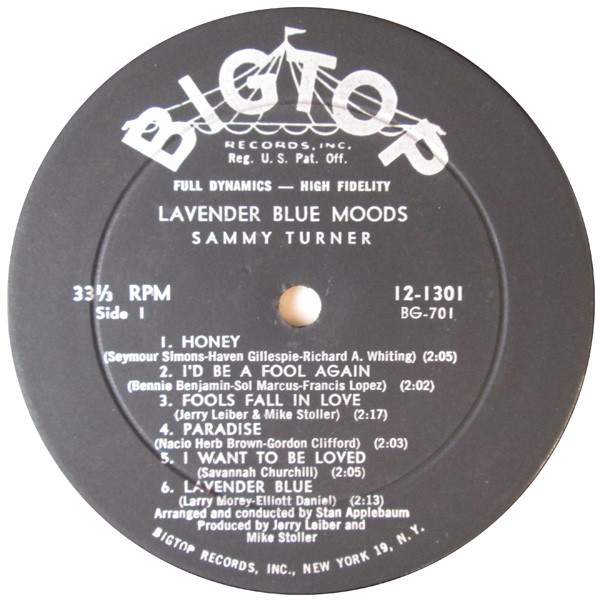 BIGTOP
RECORDS, INC.
Reg. U. S. Pat. Off.
FULL DYNAMICS — HIGH FIDELITY
LAVENDER BLUE MOODS
SAMMY TURNER
33⅓ RPM
Side 1
12-1301
BG-701
1. HONEY
(Seymour Simons-Haven Gillespie-Richard A. Whiting) (2:05)
2. I'D BE A FOOL AGAIN
(Bennie Benjamin-Sol Marcus-Francis Lopez) (2:02)
3. FOOLS FALL IN LOVE
(Jerry Leiber & Mike Stoller) (2:17)
4. PARADISE
(Nacio Herb Brown-Gordon Clifford) (2:03)
5. I WANT TO BE LOVED
(Savannah Churchill) (2:05)
6. LAVENDER BLUE
(Larry Morey-Elliott Daniel) (2:13)
Arranged and conducted by Stan Applebaum
Produced by Jerry Leiber and
Mike Stoller
BIGTOP RECORDS, INC., NEW YORK 19, N. Y.